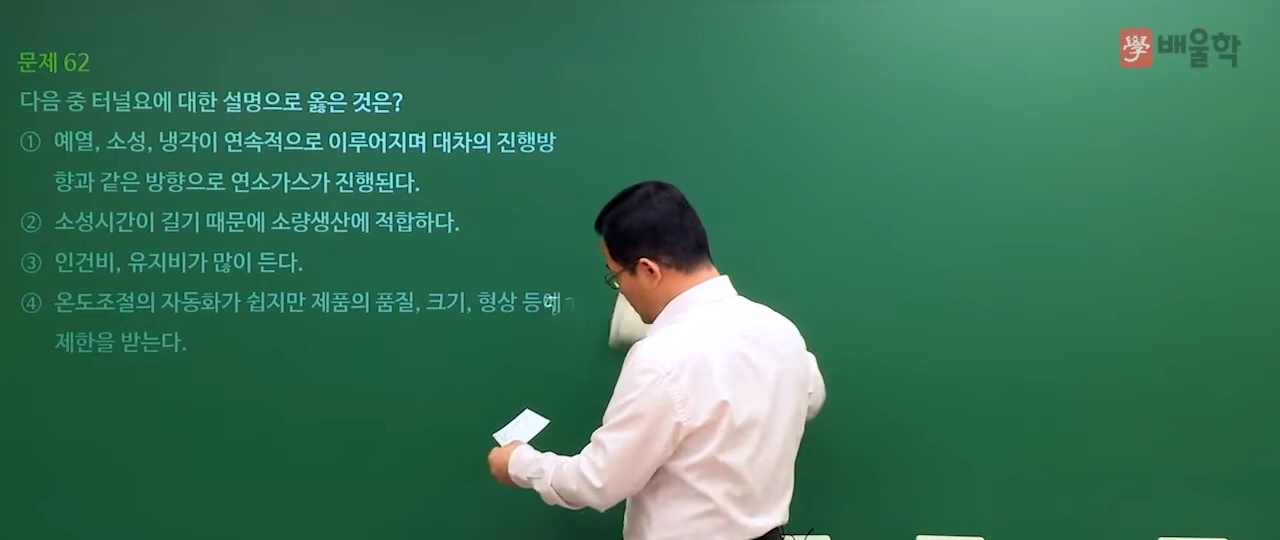 學 배울학
문제 62
다음 중 터널요에 대한 설명으로 옳은 것은?
① 예열, 소성, 냉각이 연속적으로 이루어지며 대차의 진행방
향과 같은 방향으로 연소가스가 진행된다.
② 소성시간이 길기 때문에 소량생산에 적합하다.
③ 인건비, 유지비가 많이 든다.
④ 온도조절의 자동화가 쉽지만 제품의 품질, 크기, 형상 등에
제한을 받는다.